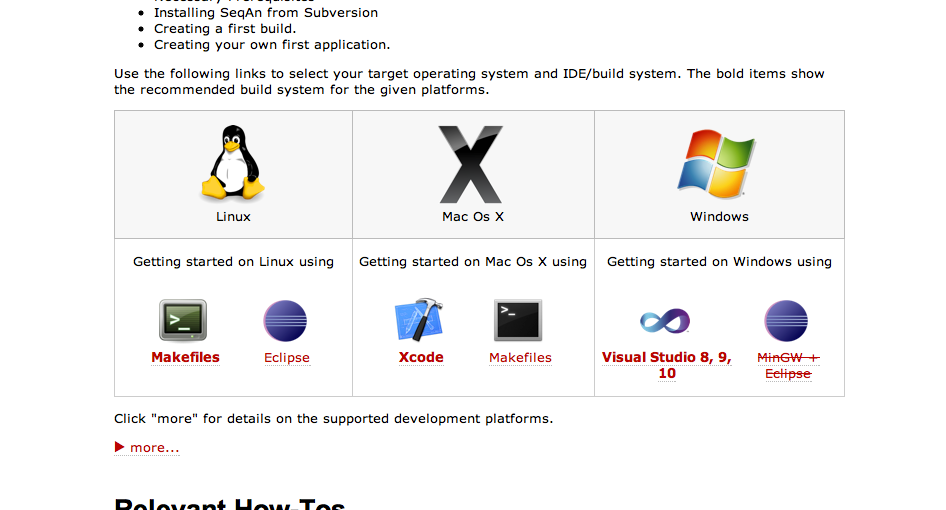 Installing SeqAn from Subversion
Creating a first build.
Creating your own first application.
Use the following links to select your target operating system and IDE/build system. The bold items show
the recommended build system for the given platforms.
Linux
Mac Os X
Windows
Getting started on Linux using
Getting started on Mac Os X using
Getting started on Windows using
Makefiles
Eclipse
Xcode
Makefiles
Visual Studio 8, 9,
10
MinGW +
Eclipse
Click "more" for details on the supported development platforms.
more...
Relevant How-Tos